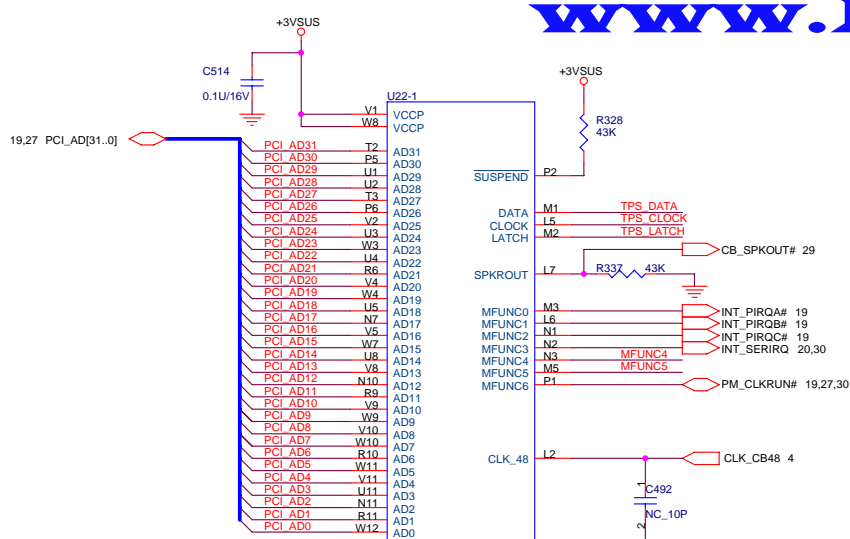 www.
+3VSUS
C514
0.1U/16V
+3VSUS
R328
43K
U22-1
V1 VCCP
W8 VCCP
19,27 PCI_AD[31..0]
PCI_AD31 T2 AD31
PCI_AD30 P5 AD30
PCI_AD29 U1 AD29
PCI_AD28 U2 AD28
PCI_AD27 T3 AD27
PCI_AD26 P6 AD26
PCI_AD25 V2 AD25
PCI_AD24 U3 AD24
PCI_AD23 W3 AD23
PCI_AD22 U4 AD22
PCI_AD21 R6 AD21
PCI_AD20 V4 AD20
PCI_AD19 W4 AD19
PCI_AD18 U5 AD18
PCI_AD17 N7 AD17
PCI_AD16 V5 AD16
PCI_AD15 W7 AD15
PCI_AD14 U8 AD14
PCI_AD13 V8 AD13
PCI_AD12 N10 AD12
PCI_AD11 R9 AD11
PCI_AD10 V9 AD10
PCI_AD9 W9 AD9
PCI_AD8 V10 AD8
PCI_AD7 W10 AD7
PCI_AD6 R10 AD6
PCI_AD5 W11 AD5
PCI_AD4 V11 AD4
PCI_AD3 U11 AD3
PCI_AD2 N11 AD2
PCI_AD1 R11 AD1
PCI_AD0 W12 AD0
SUSPEND P2
DATA M1 TPS_DATA
CLOCK L5 TPS_CLOCK
LATCH M2 TPS_LATCH
CB_SPKOUT# 29
SPKROUT L7 R337 43K
MFUNC0 M3 INT_PIRQA# 19
MFUNC1 L6 INT_PIRQB# 19
MFUNC2 N1 INT_PIRQC# 19
MFUNC3 N2 INT_SERIRQ 20,30
MFUNC4 N3 MFUNC4
MFUNC5 M5 MFUNC5
MFUNC6 P1 PM_CLKRUN# 19,27,30
CLK_48 L2 CLK_CB48 4
1
C492
NC_10P
2